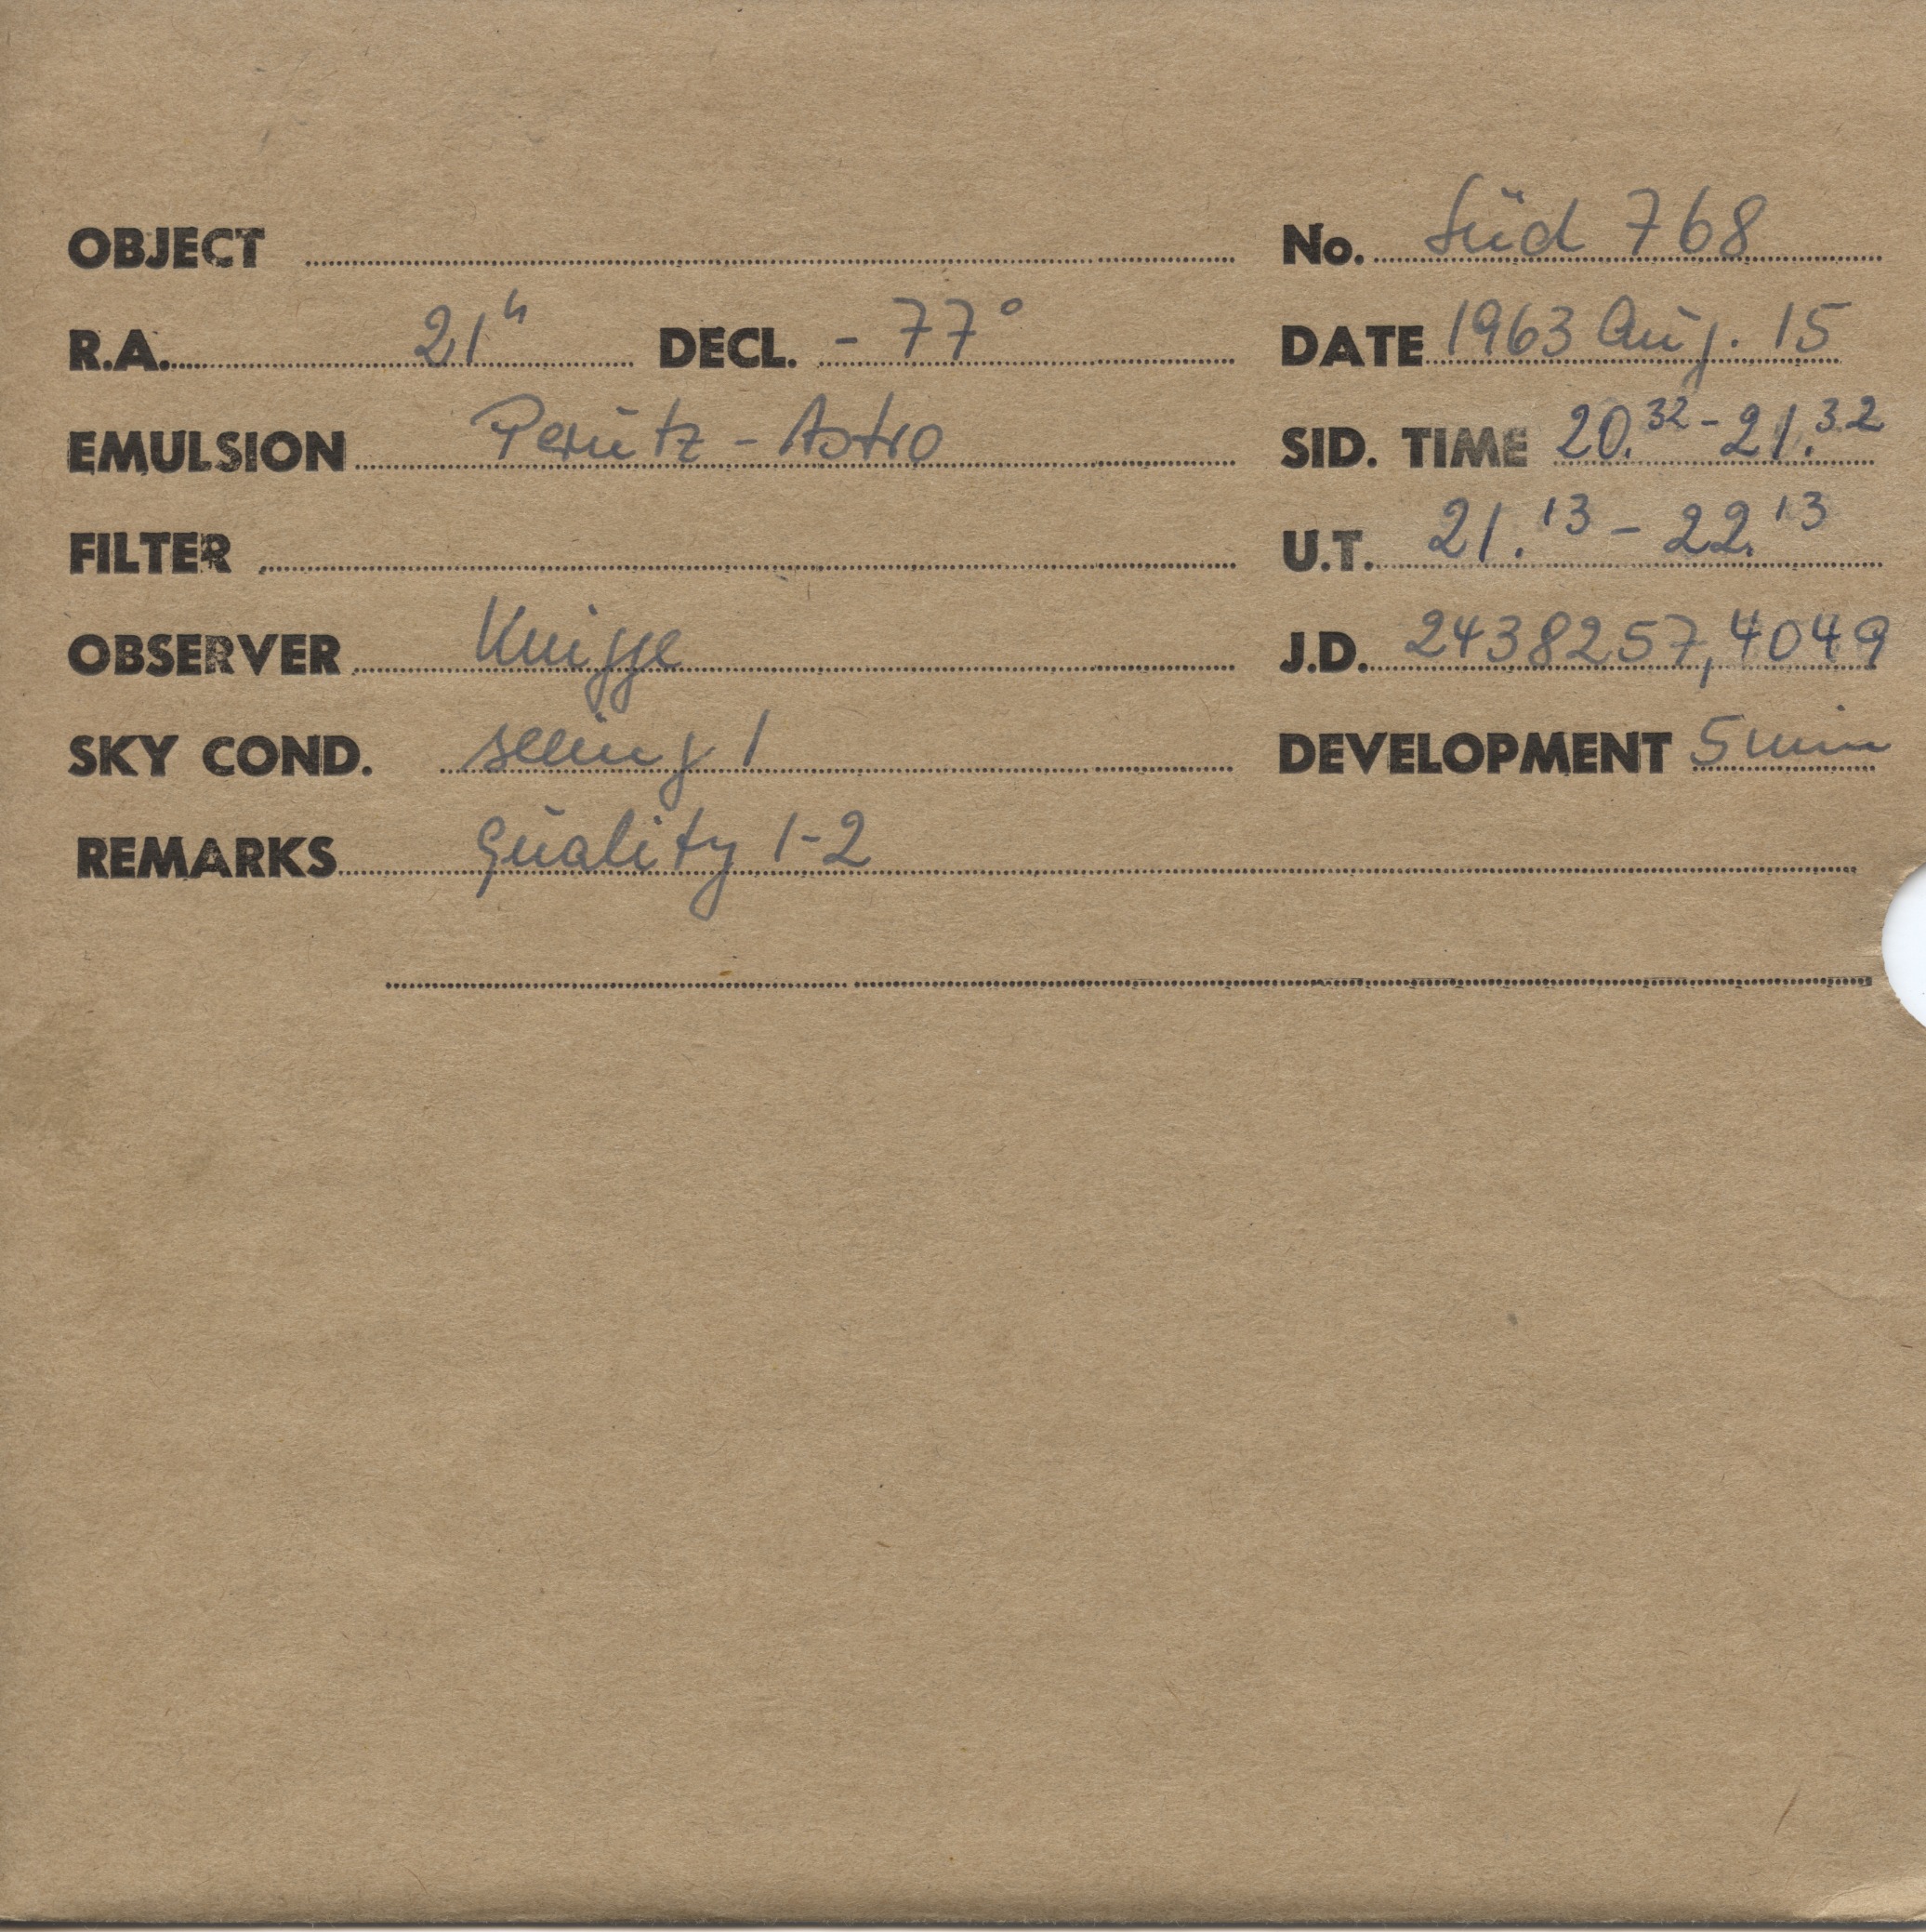 OBJECT No. Süd 768
R.A. 21h DECL. - 77° DATE 1963 Aug. 15
EMULSION Perutz - Astro SID. TIME 20.32 - 21.32
FILTER U.T. 21.13 - 22.13
OBSERVER Knigge J.D. 2438257,4049
SKY COND. seeing 1 DEVELOPMENT 5 min
REMARKS quality 1-2